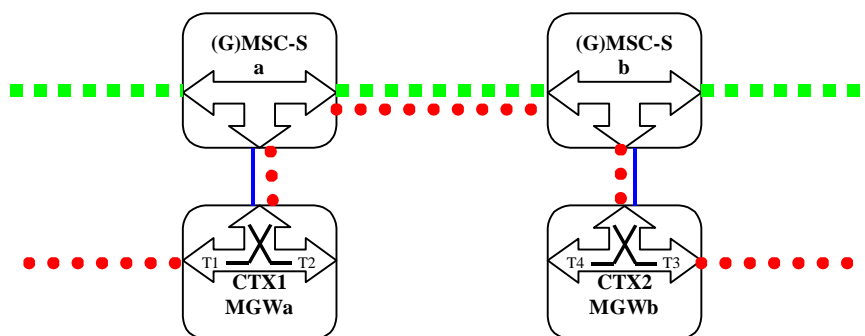 (G)MSC-S
a
(G)MSC-S
b
T1
T2
CTX1
MGWa
T4
T3
CTX2
MGWb